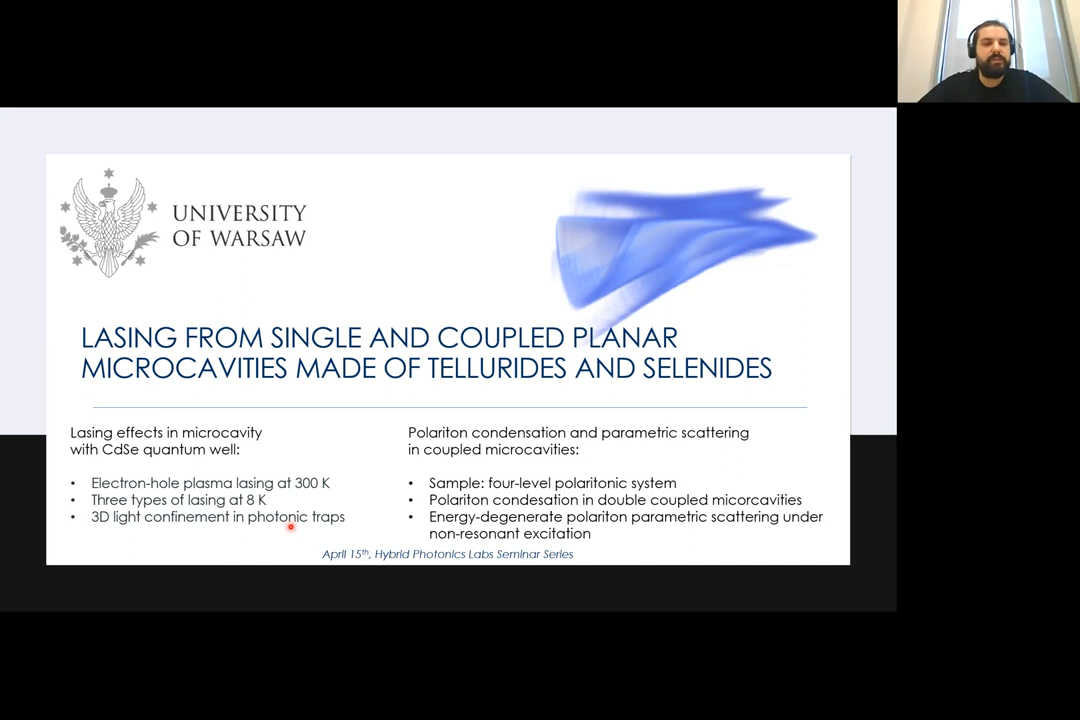 UNIVERSITY
OF WARSAW
LASING FROM SINGLE AND COUPLED PLANAR
MICROCAVITIES MADE OF TELLURIDES AND SELENIDES
Lasing effects in microcavity
with CdSe quantum well:
• Electron-hole plasma lasing at 300 K
• Three types of lasing at 8 K
• 3D light confinement in photonic traps
Polariton condensation and parametric scattering
in coupled microcavities:
• Sample: four-level polaritonic system
• Polariton condesation in double coupled micorcavities
• Energy-degenerate polariton parametric scattering under
non-resonant excitation
April 15th, Hybrid Photonics Labs Seminar Series